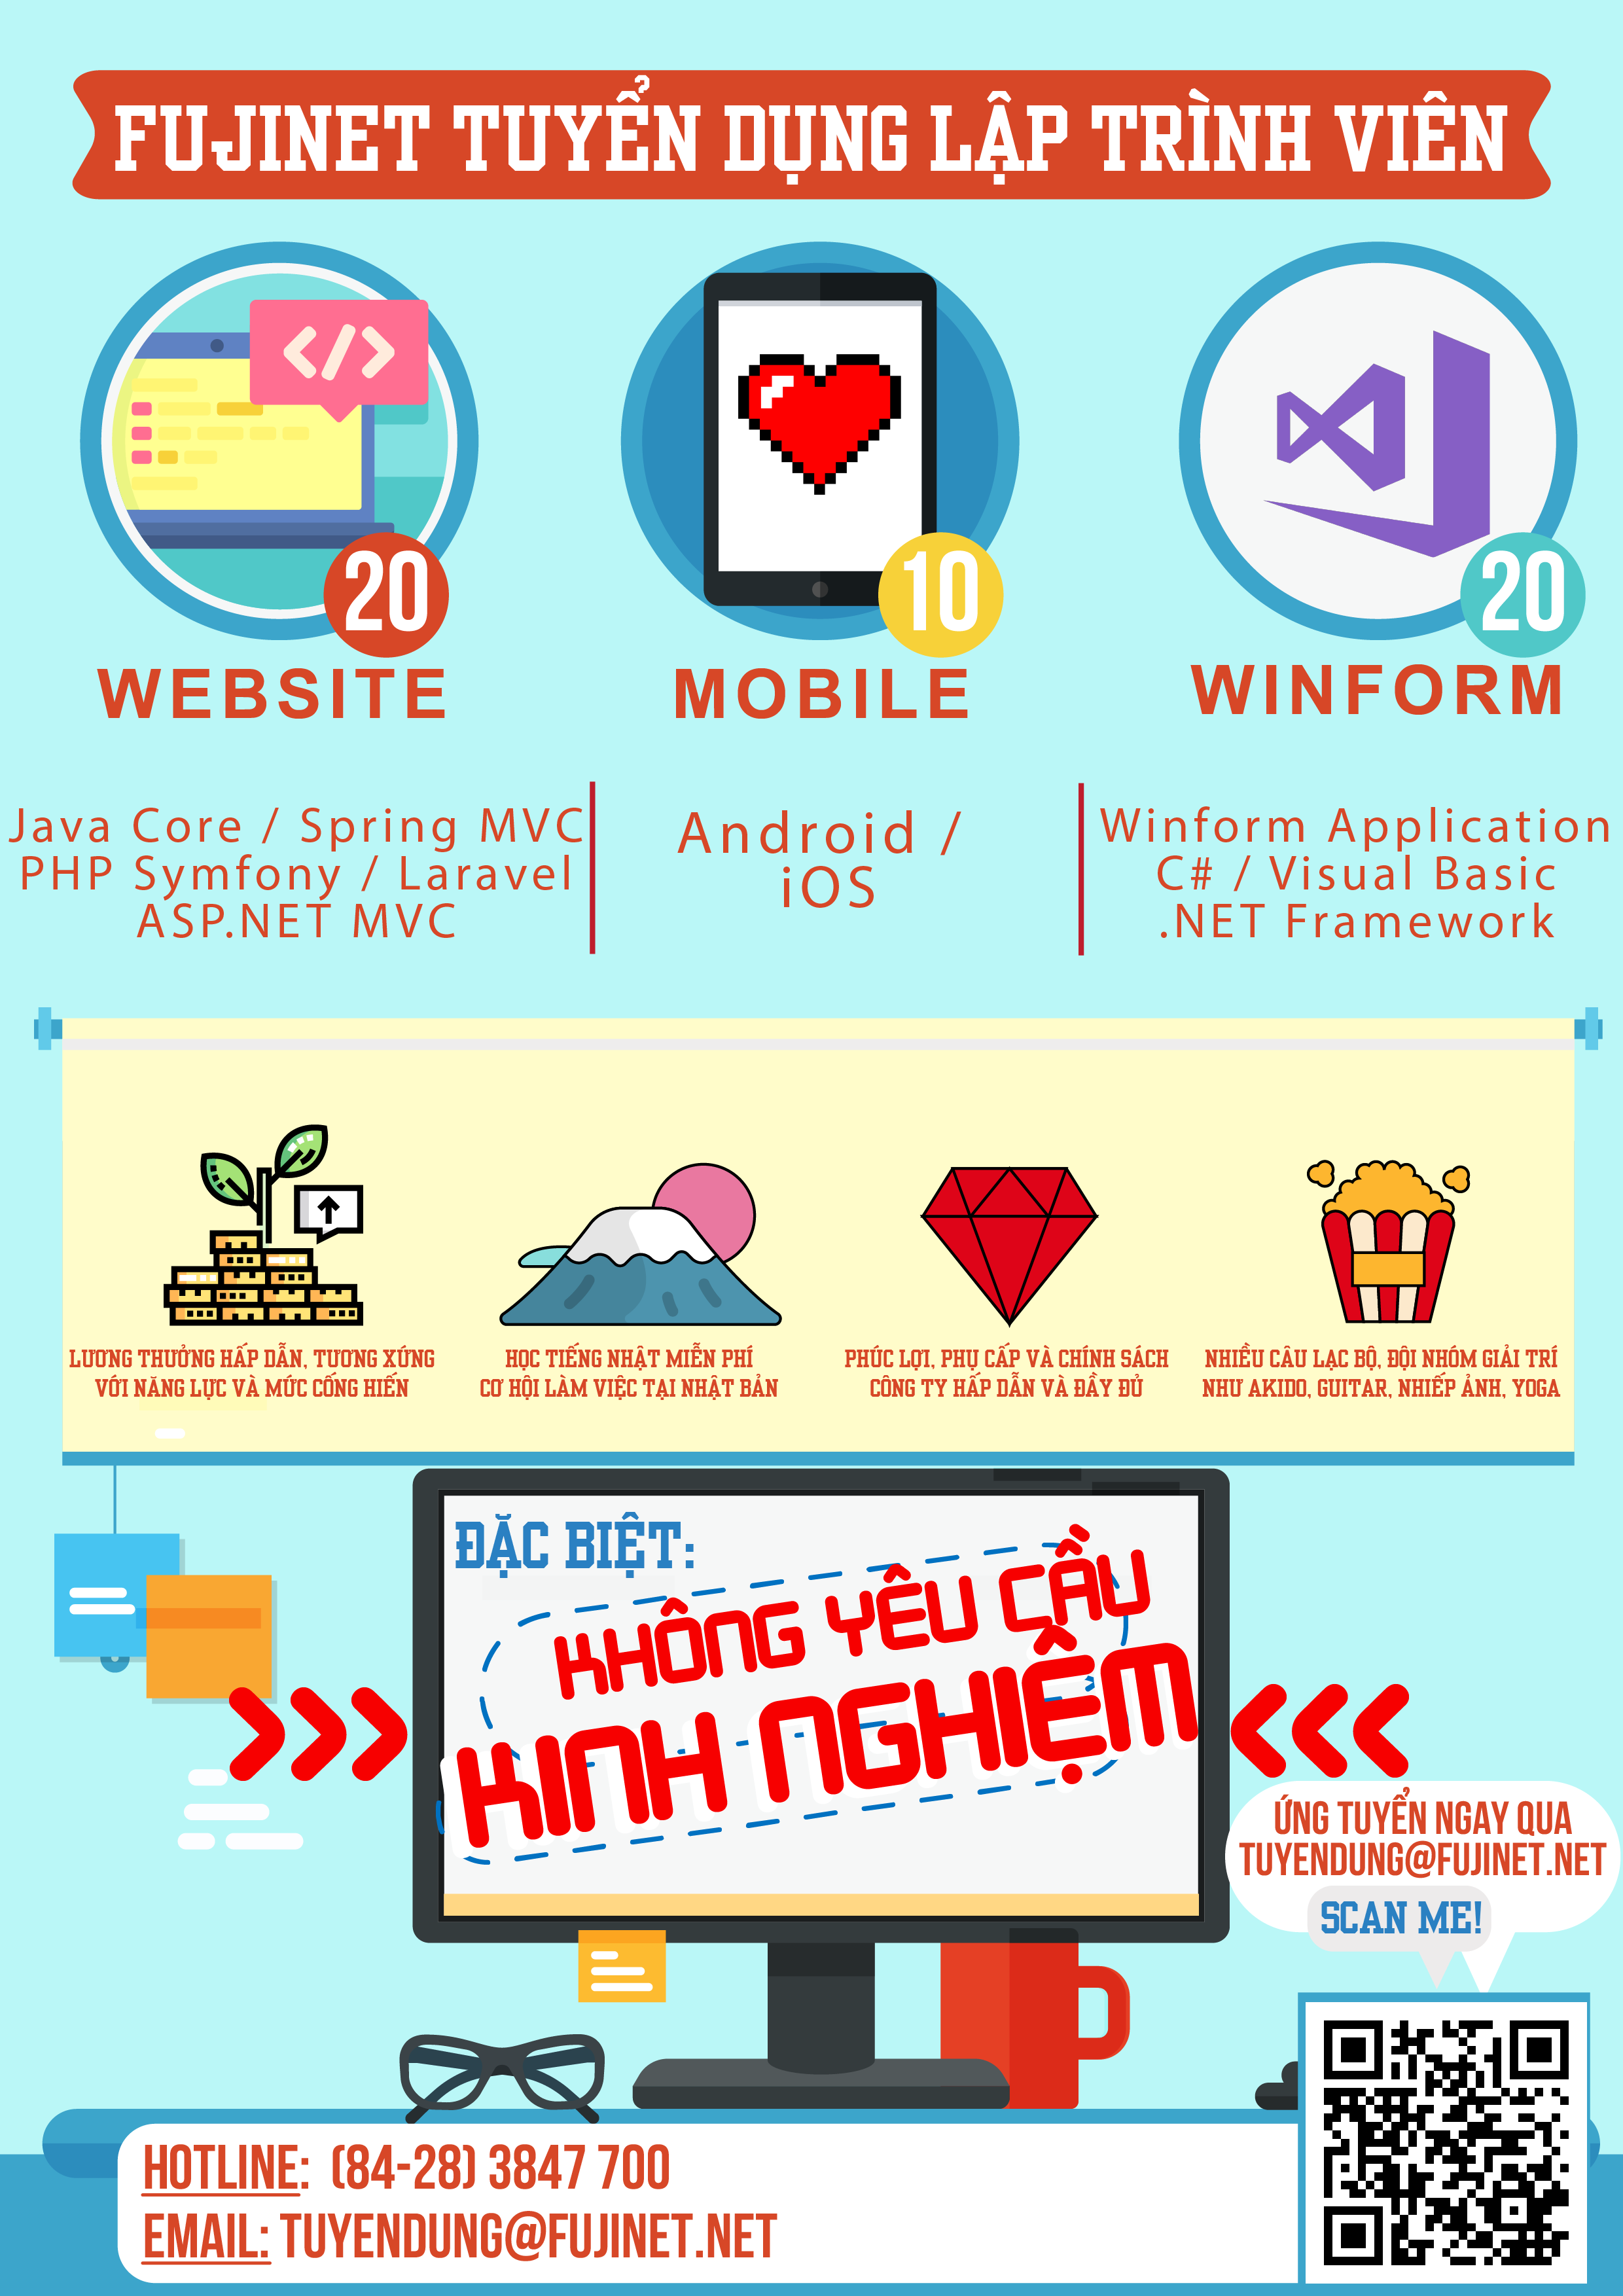 FUJINET TUYỂN DỤNG LẬP TRÌNH VIÊN
</>
20
10
20
WEBSITE
MOBILE
WINFORM
Java Core / Spring MVC
PHP Symfony / Laravel
ASP.NET MVC
Android /
iOS
Winform Application
C# / Visual Basic
.NET Framework
LƯƠNG THƯỞNG HẤP DẪN, TƯƠNG XỨNG
VỚI NĂNG LỰC VÀ MỨC CỐNG HIẾN
HỌC TIẾNG NHẬT MIỄN PHÍ
CƠ HỘI LÀM VIỆC TẠI NHẬT BẢN
PHÚC LỢI, PHỤ CẤP VÀ CHÍNH SÁCH
CÔNG TY HẤP DẪN VÀ ĐẦY ĐỦ
NHIỀU CÂU LẠC BỘ, ĐỘI NHÓM GIẢI TRÍ
NHƯ AKIDO, GUITAR, NHIẾP ẢNH, YOGA
ĐẶC BIỆT:
KHÔNG YÊU CẦU
KINH NGHIỆM
ỨNG TUYỂN NGAY QUA
TUYENDUNG@FUJINET.NET
SCAN ME!
HOTLINE: (84-28) 3847 700
EMAIL: TUYENDUNG@FUJINET.NET